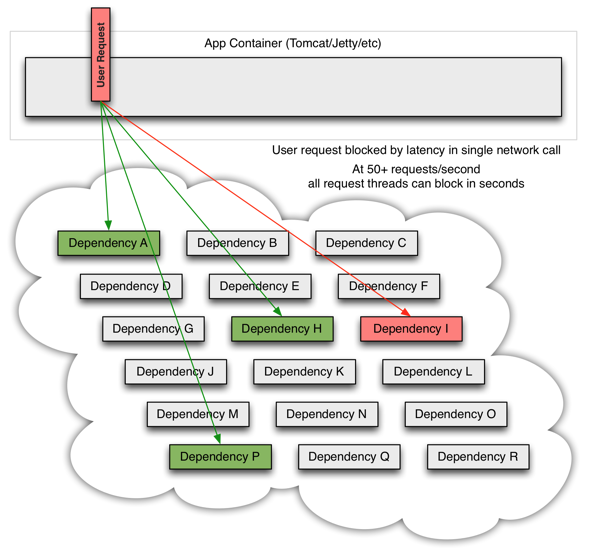 User Request
App Container (Tomcat/Jetty/etc)
User request blocked by latency in single network call
At 50+ requests/second
all request threads can block in seconds
Dependency A
Dependency B
Dependency C
Dependency D
Dependency E
Dependency F
Dependency G
Dependency H
Dependency I
Dependency J
Dependency K
Dependency L
Dependency M
Dependency N
Dependency O
Dependency P
Dependency Q
Dependency R